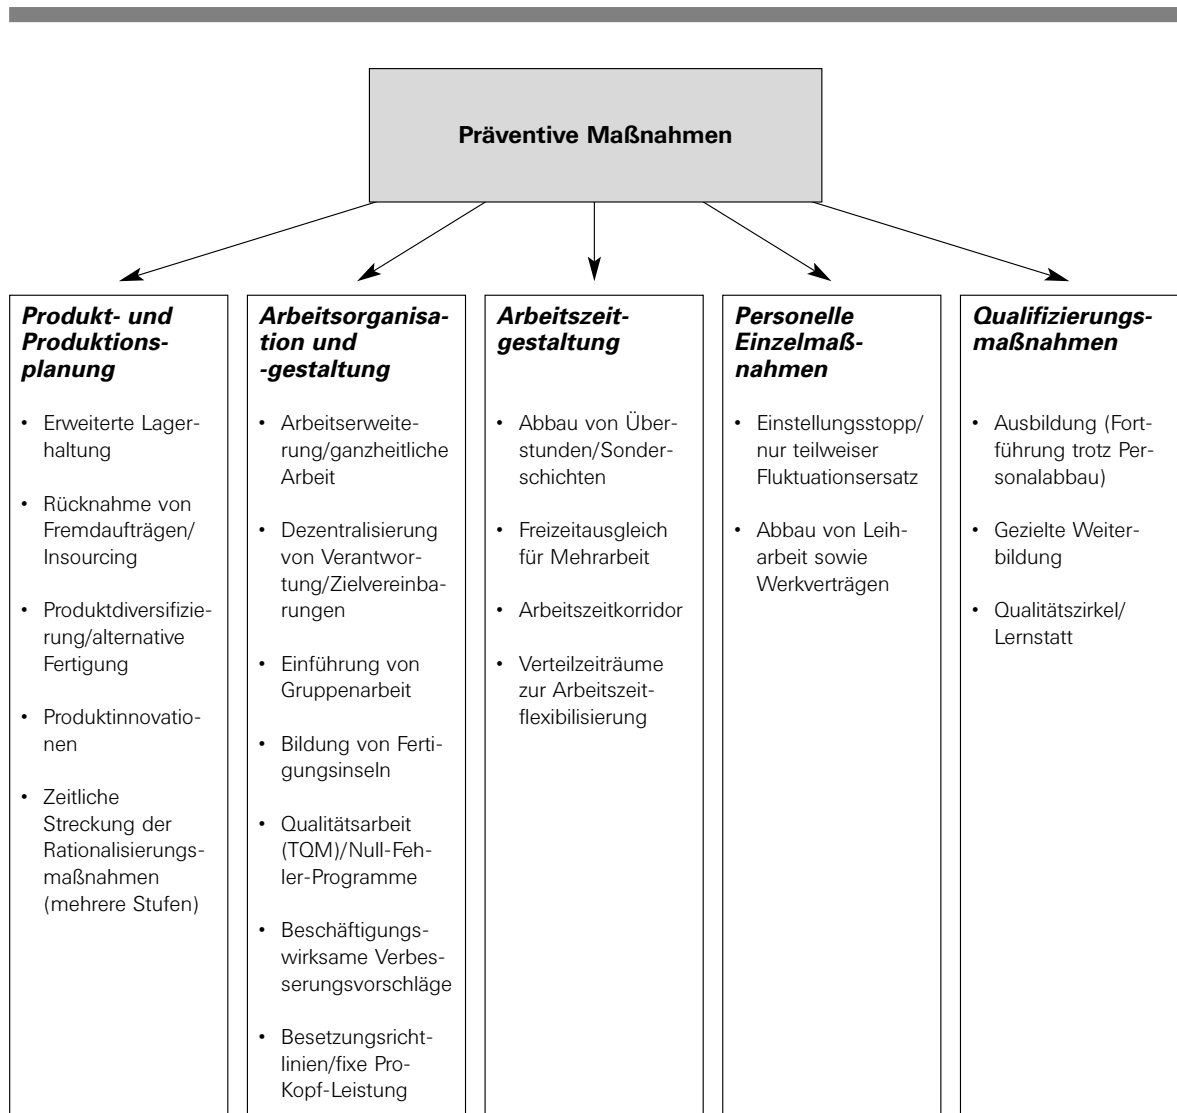 Präventive Maßnahmen
Produkt- und
Produktions-
planung
• Erweiterte Lager-
haltung
• Rücknahme von
Fremdaufträgen/
Insourcing
• Produktdiversifizie-
rung/alternative
Fertigung
• Produktinnovatio-
nen
• Zeitliche
Streckung der
Rationalisierungs-
maßnahmen
(mehrere Stufen)
Arbeitsorganisa-
tion und
-gestaltung
• Arbeitserweite-
rung/ganzheitliche
Arbeit
• Dezentralisierung
von Verantwor-
tung/Zielvereinba-
rungen
• Einführung von
Gruppenarbeit
• Bildung von Ferti-
gungsinseln
• Qualitätsarbeit
(TQM)/Null-Feh-
ler-Programme
• Beschäftigungs-
wirksame Verbes-
serungsvorschläge
• Besetzungsricht-
linien/fixe Pro-
Kopf-Leistung
Arbeitszeit-
gestaltung
• Abbau von Über-
stunden/Sonder-
schichten
• Freizeitausgleich
für Mehrarbeit
• Arbeitszeitkorridor
• Verteilzeiträume
zur Arbeitszeit-
flexibilisierung
Personelle
Einzelmaß-
nahmen
• Einstellungsstopp/
nur teilweiser
Fluktuationsersatz
• Abbau von Leih-
arbeit sowie
Werkverträgen
Qualifizierungs-
maßnahmen
• Ausbildung (Fort-
führung trotz Per-
sonalabbau)
• Gezielte Weiter-
bildung
• Qualitätszirkel/
Lernstatt